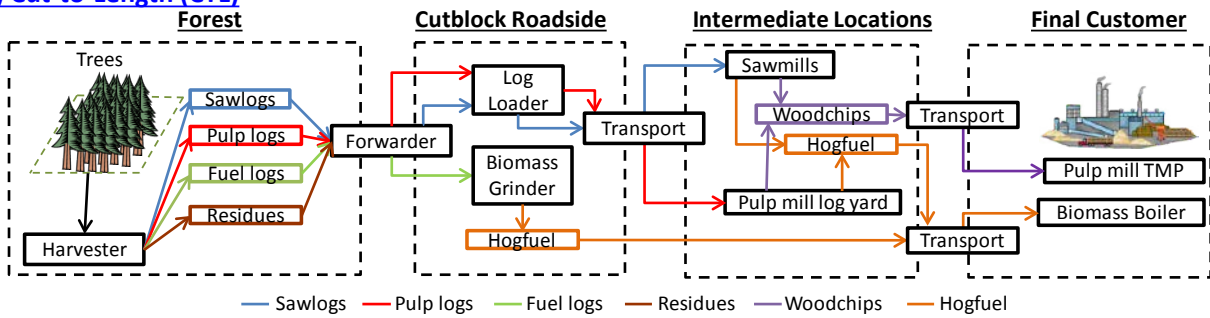 Cut-to-Length (CTL)
Forest
Cutblock Roadside
Intermediate Locations
Final Customer
Trees
Sawlogs
Pulp logs
Fuel logs
Residues
Harvester
Forwarder
Log
Loader
Transport
Biomass
Grinder
Hogfuel
Sawmills
Woodchips
Hogfuel
Pulp mill log yard
Transport
Transport
Pulp mill TMP
Biomass Boiler
Sawlogs
Pulp logs
Fuel logs
Residues
Woodchips
Hogfuel